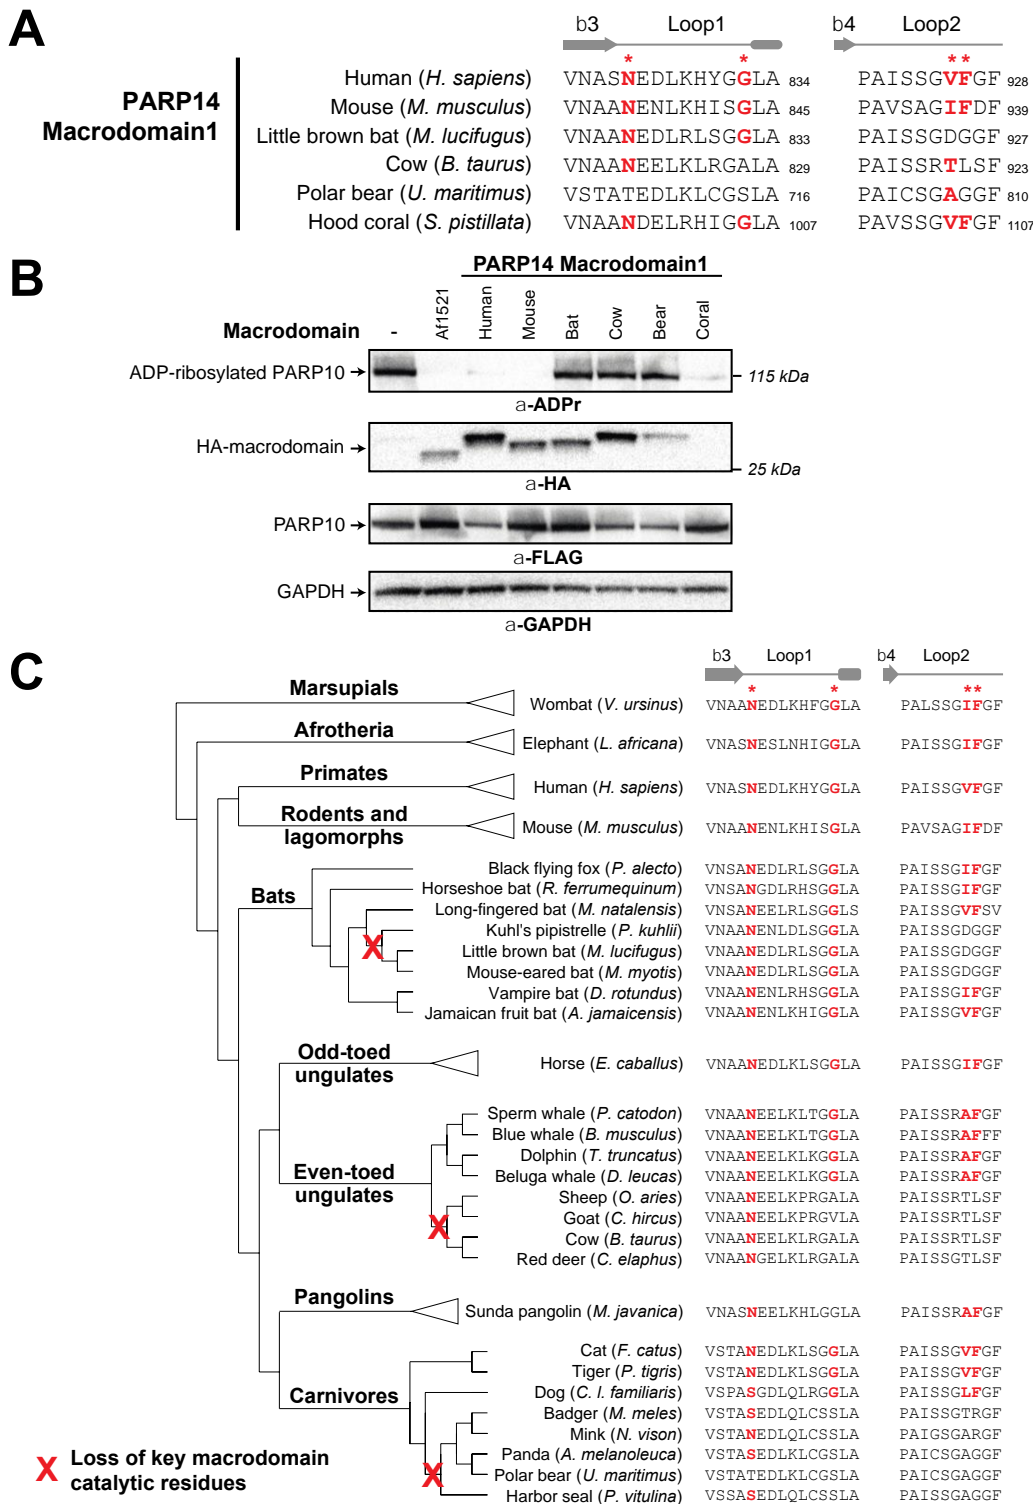 A
b3 Loop1 b4 Loop2
* * **
PARP14
Macrodomain1
Human (H. sapiens) VNASNEDLKHYGGLA 834 PAISSGVFGF 928
Mouse (M. musculus) VNAANENLKHISGLA 845 PAVSAGIFDF 939
Little brown bat (M. lucifugus) VNAANEDLRLSGGLA 833 PAISSGDGGF 927
Cow (B. taurus) VNAANEELKLRGALA 829 PAISSRTLSF 923
Polar bear (U. maritimus) VSTATEDLKLCGSLA 716 PAICSGAGGF 810
Hood coral (S. pistillata) VNAANDELRHIGGLA 1007 PAVSSGVFGF 1107
B
PARP14 Macrodomain1
Macrodomain - Af1521 Human Mouse Bat Cow Bear Coral
ADP-ribosylated PARP10 → 115 kDa
a-ADPr
HA-macrodomain →
25 kDa
a-HA
PARP10 →
a-FLAG
GAPDH →
a-GAPDH
C
b3 Loop1 b4 Loop2
* * **
Marsupials
Wombat (V. ursinus) VNAANEDLKHFGGLA PALSSGIFGF
Afrotheria
Elephant (L. africana) VNASNESLNHIGGLA PAISSGIFGF
Primates
Human (H. sapiens) VNASNEDLKHYGGLA PAISSGVFGF
Rodents and
lagomorphs
Mouse (M. musculus) VNAANENLKHISGLA PAVSAGIFDF
Bats
Black flying fox (P. alecto) VNSANEDLRLSGGLA PAISSGIFGF
Horseshoe bat (R. ferrumequinum) VNSANGDLRHSGGLA PAISSGIFGF
Long-fingered bat (M. natalensis) VNAANEELRLSGGLS PAISSGVFSV
Kuhl's pipistrelle (P. kuhlii) VNAANENLDLSGGLA PAISSGDGGF
Little brown bat (M. lucifugus) VNAANEDLRLSGGLA PAISSGDGGF
Mouse-eared bat (M. myotis) VNAANEDLRLSGGLA PAISSGDGGF
Vampire bat (D. rotundus) VNAANENLRHSGGLA PAISSGIFGF
Jamaican fruit bat (A. jamaicensis) VNAANENLKHIGGLA PAISSGVFGF
Odd-toed
ungulates
Horse (E. caballus) VNAANEDLKLSGGLA PAISSGIFGF
Even-toed
ungulates
Sperm whale (P. catodon) VNAANEELKLTGGLA PAISSRAFGF
Blue whale (B. musculus) VNAANEELKLTGGLA PAISSRAFFF
Dolphin (T. truncatus) VNAANEELKLKGGLA PAISSRAFGF
Beluga whale (D. leucas) VNAANEELKLKGGLA PAISSRAFGF
Sheep (O. aries) VNAANEELKPRGALA PAISSRTLSF
Goat (C. hircus) VNAANEELKPRGVLA PAISSRTLSF
Cow (B. taurus) VNAANEELKLRGALA PAISSRTLSF
Red deer (C. elaphus) VNAANGELKLRGALA PAISSGTLSF
Pangolins
Sunda pangolin (M. javanica) VNASNEELKHLGGLA PAISSRAFGF
Carnivores
Cat (F. catus) VSTANEDLKLSGGLA PAISSGVFGF
Tiger (P. tigris) VSTANEDLKLSGGLA PAISSGVFGF
Dog (C. l. familiaris) VSPASGDLQLRGGLA PAISSGLFGF
Badger (M. meles) VSTASEDLQLCSSLA PAISSGTRGF
Mink (N. vison) VSTANEDLQLCSSLA PAIGSGARGF
Panda (A. melanoleuca) VSTASEDLKLCGSLA PAICSGAGGF
Polar bear (U. maritimus) VSTATEDLKLCGSLA PAICSGAGGF
Harbor seal (P. vitulina) VSSASEDLQLCSSLA PAISSGAGGF
X Loss of key macrodomain
catalytic residues